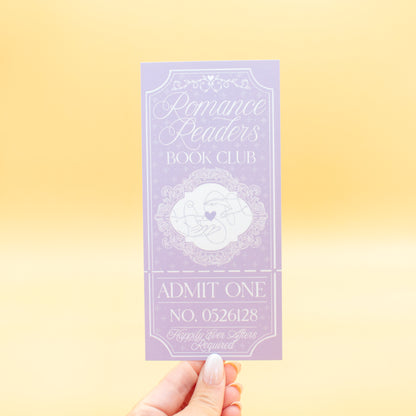 Romance
Readers
BOOK CLUB
ADMIT ONE
NO. 0526128
Happily Ever Afters
Required